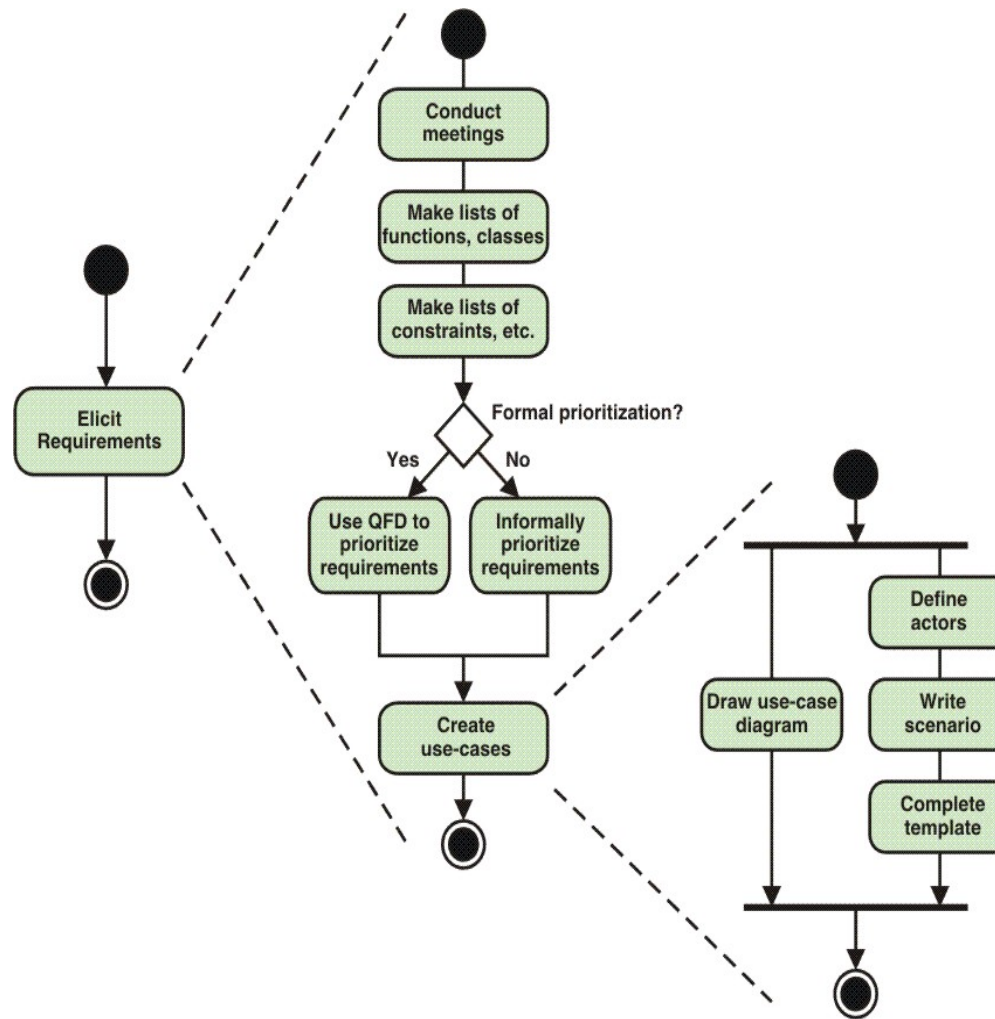 Elicit
Requirements
Conduct
meetings
Make lists of
functions, classes
Make lists of
constraints, etc.
Formal prioritization?
Yes
No
Use QFD to
prioritize
requirements
Informally
prioritize
requirements
Create
use-cases
Draw use-case
diagram
Define
actors
Write
scenario
Complete
template